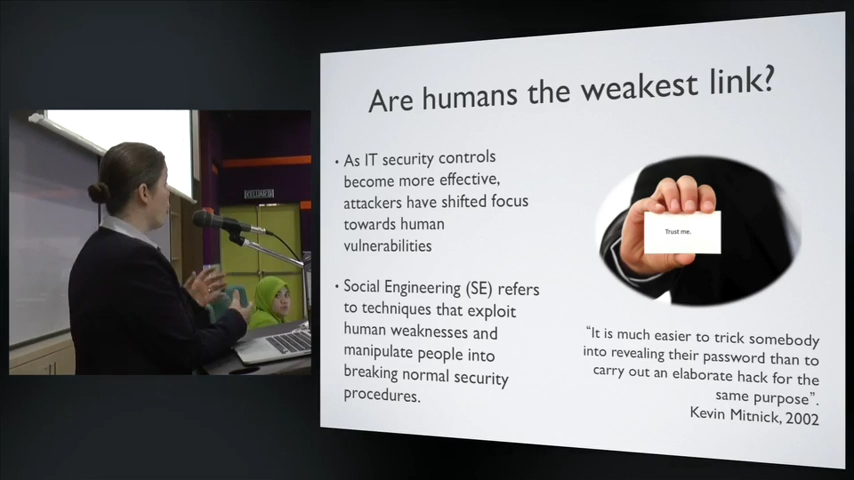 Are humans the weakest link?
• As IT security controls
become more effective,
attackers have shifted focus
towards human
vulnerabilities
• Social Engineering (SE) refers
to techniques that exploit
human weaknesses and
manipulate people into
breaking normal security
procedures.
Trust me.
“It is much easier to trick somebody
into revealing their password than to
carry out an elaborate hack for the
same purpose”.
Kevin Mitnick, 2002